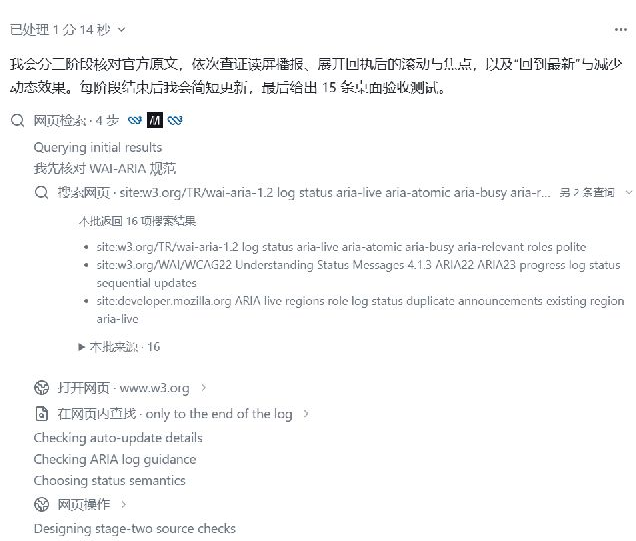 已处理 1 分 14 秒
我会分三阶段核对官方原文，依次查证读屏播报、展开回执后的滚动与焦点，以及“回到最新”与减少
动态效果。每阶段结束后我会简短更新，最后给出 15 条桌面验收测试。
网页检索 · 4 步
Querying initial results
我先核对 WAI-ARIA 规范
搜索网页 · site:w3.org/TR/wai-aria-1.2 log status aria-live aria-atomic aria-busy aria-r... 另 2 条查询
本批返回 16 项搜索结果
• site:w3.org/TR/wai-aria-1.2 log status aria-live aria-atomic aria-busy aria-relevant roles polite
• site:w3.org/WAI/WCAG22 Understanding Status Messages 4.1.3 ARIA22 ARIA23 progress log status
sequential updates
• site:developer.mozilla.org ARIA live regions role log status duplicate announcements existing region
aria-live
▶ 本批来源 · 16
打开网页 · www.w3.org
在网页内查找 · only to the end of the log
Checking auto-update details
Checking ARIA log guidance
Choosing status semantics
网页操作
Designing stage-two source checks